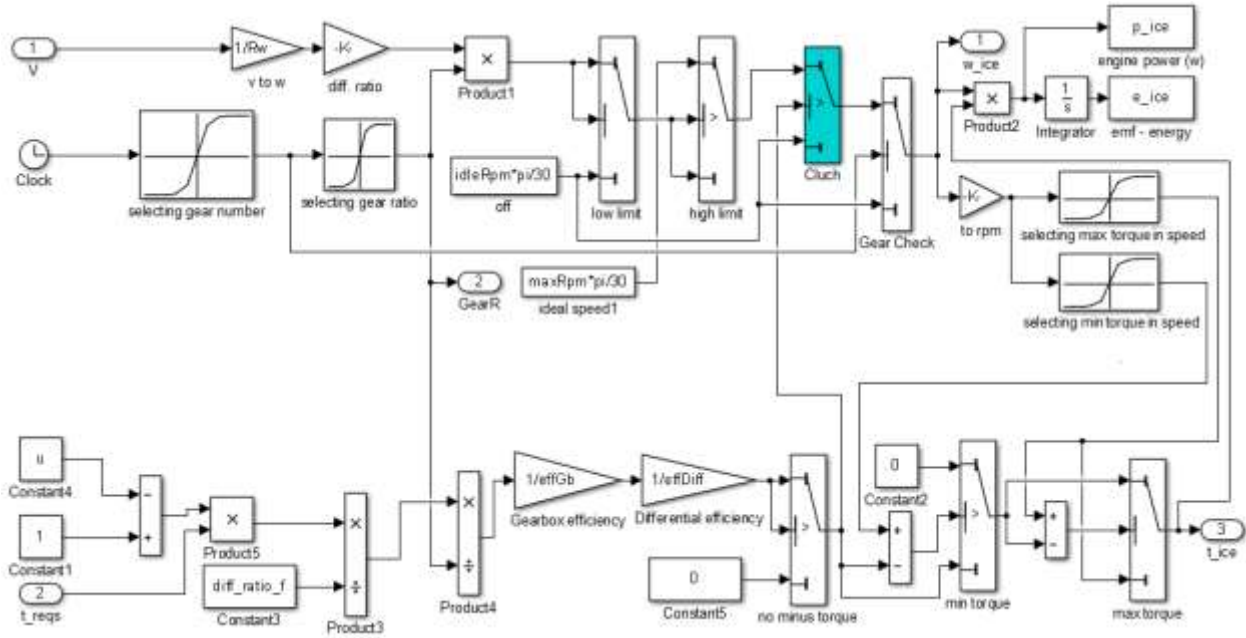 1
V
1/Rw
v to w
-K-
diff. ratio
×
Product1
low limit
>
high limit
>
Cluch
Gear Check
1
w_ice
×
Product2
1
s
Integrator
p_ice
engine power (w)
e_ice
emf - energy
Clock
selecting gear number
selecting gear ratio
idleRpm*pi/30
off
-K-
to rpm
selecting max torque in speed
selecting min torque in speed
2
GearR
maxRpm*pi/30
ideal speed1
u
Constant4
1
Constant1
2
t_reqs
−
+
×
Product5
diff_ratio_f
Constant3
×
÷
Product3
×
÷
Product4
1/effGb
Gearbox efficiency
1/effDiff
Differential efficiency
0
Constant5
>
no minus torque
0
Constant2
+
−
>
min torque
+
−
max torque
3
t_ice